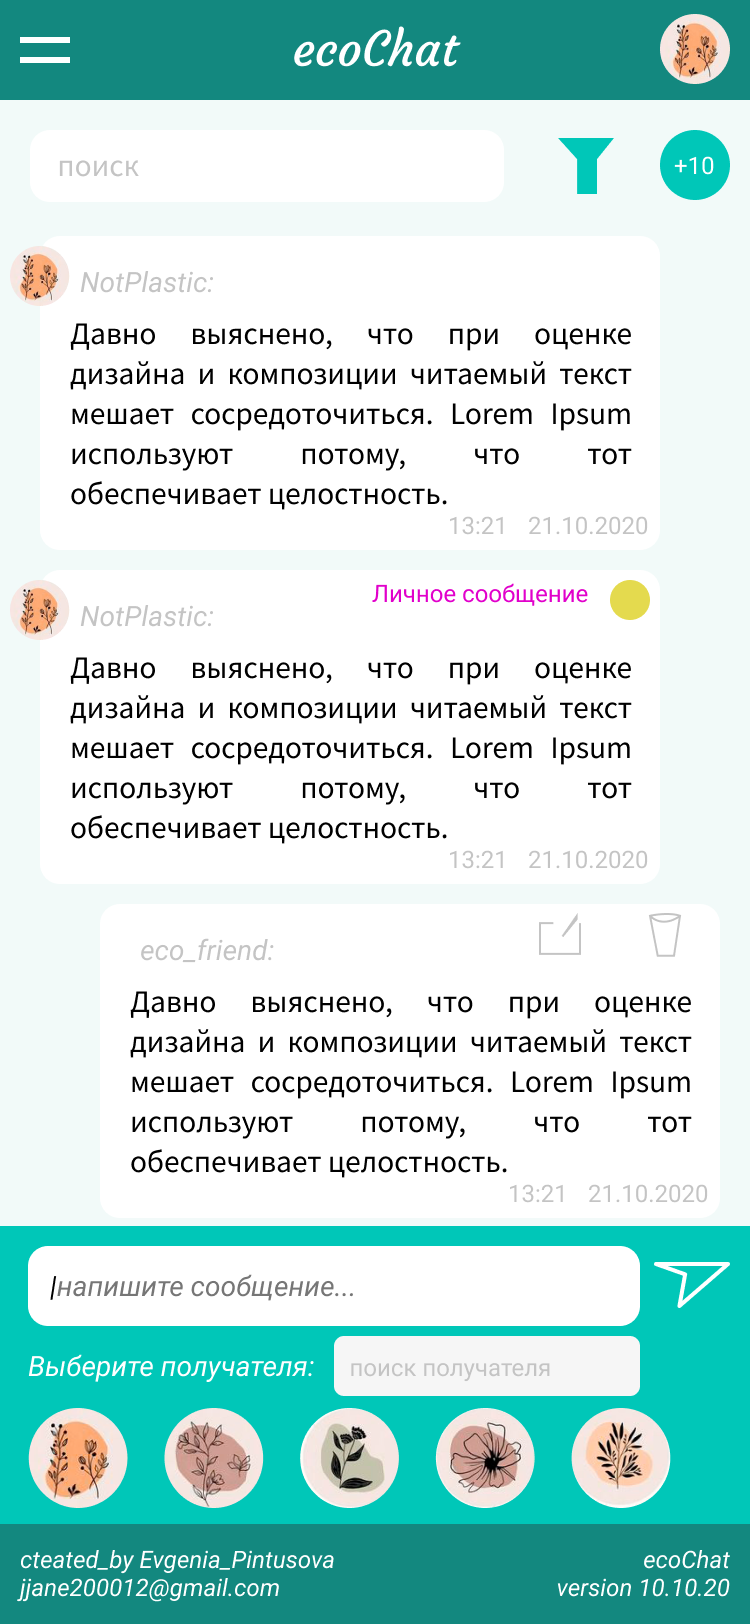 ecoChat
поиск
+10
NotPlastic:
Давно выяснено, что при оценке
дизайна и композиции читаемый текст
мешает сосредоточиться. Lorem Ipsum
используют потому, что тот
обеспечивает целостность.
13:21 21.10.2020
Личное сообщение
NotPlastic:
Давно выяснено, что при оценке
дизайна и композиции читаемый текст
мешает сосредоточиться. Lorem Ipsum
используют потому, что тот
обеспечивает целостность.
13:21 21.10.2020
eco_friend:
Давно выяснено, что при оценке
дизайна и композиции читаемый текст
мешает сосредоточиться. Lorem Ipsum
используют потому, что тот
обеспечивает целостность.
13:21 21.10.2020
|напишите сообщение...
Выберите получателя: поиск получателя
cteated_by Evgenia_Pintusova
jjane200012@gmail.com
ecoChat
version 10.10.20